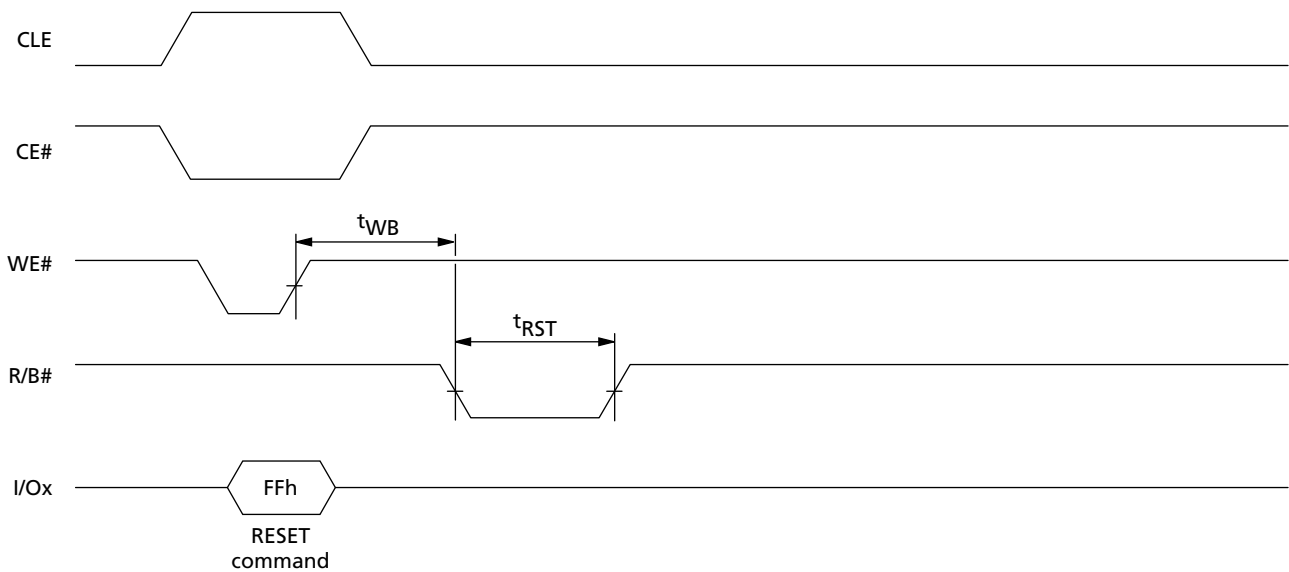 CLE
CE#
tWB
WE#
tRST
R/B#
I/Ox
FFh
RESET
command